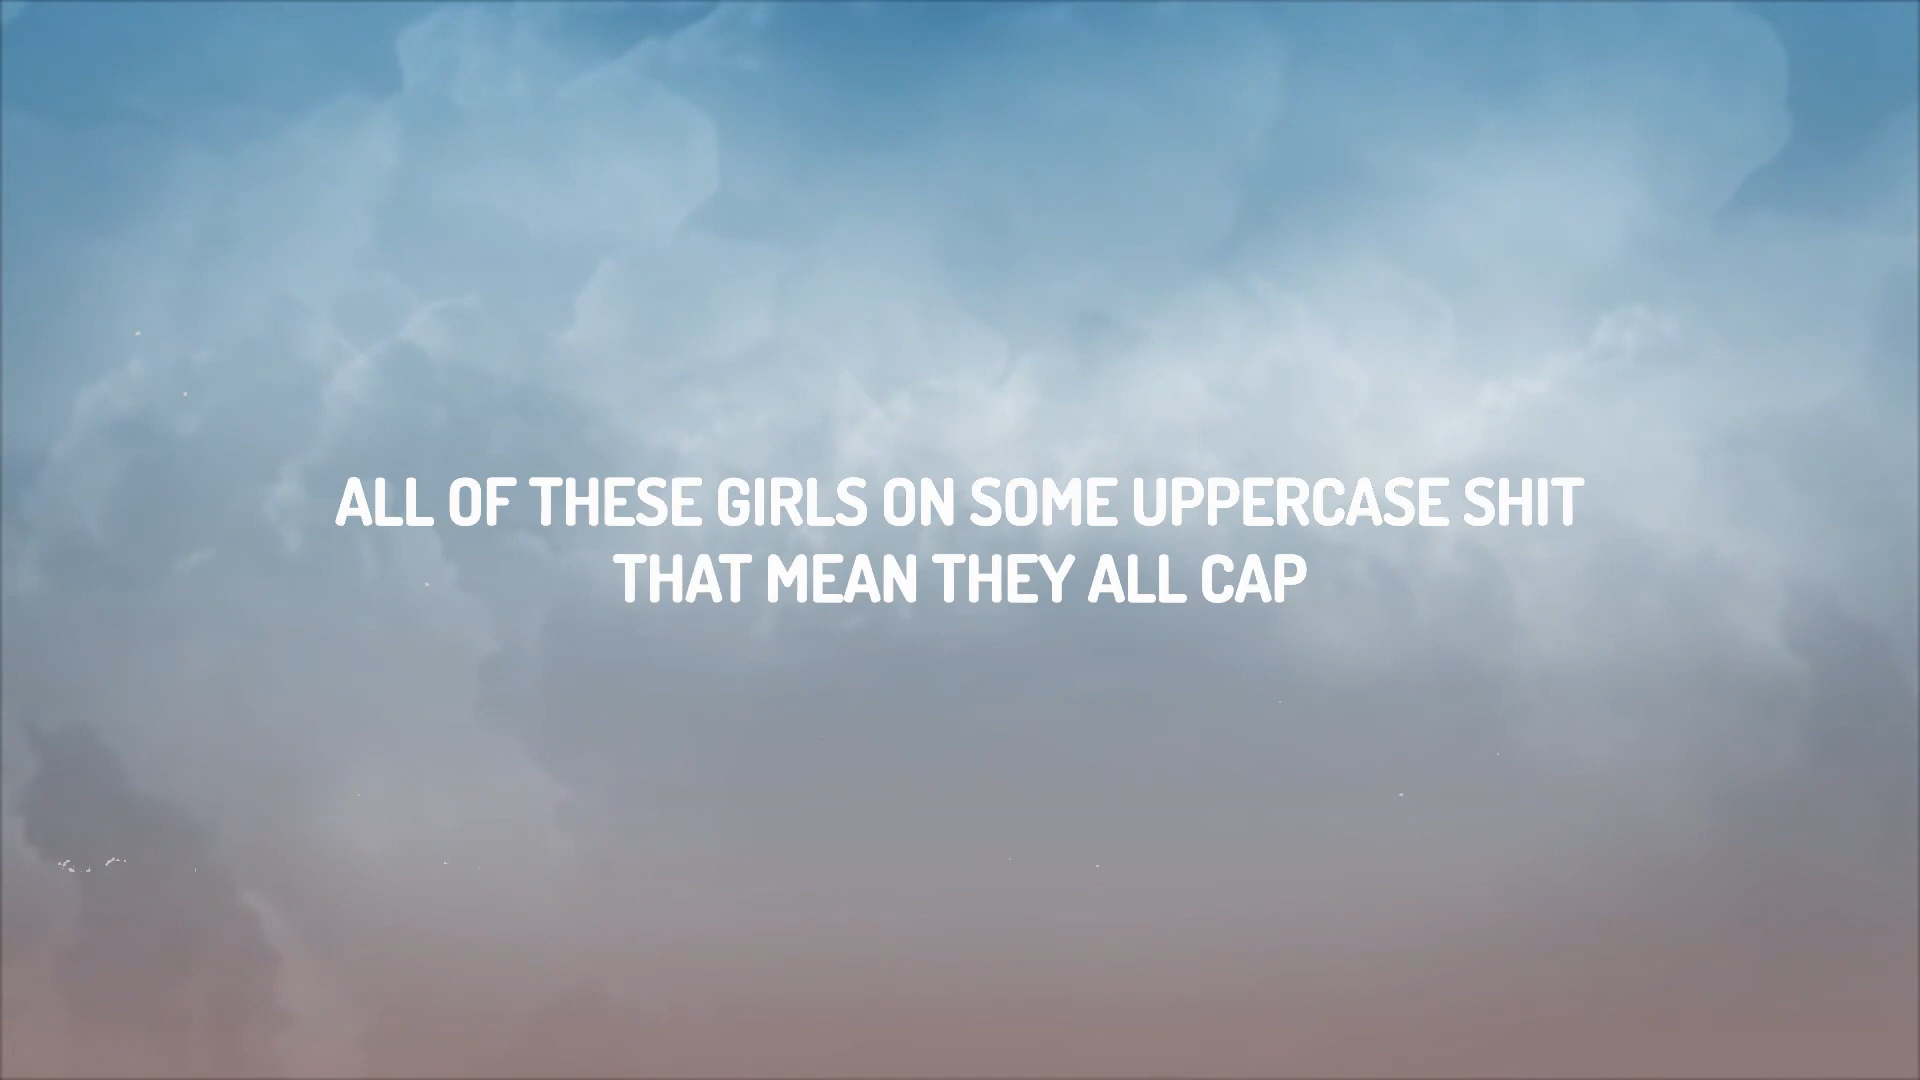 ALL OF THESE GIRLS ON SOME UPPERCASE SHIT
THAT MEAN THEY ALL CAP